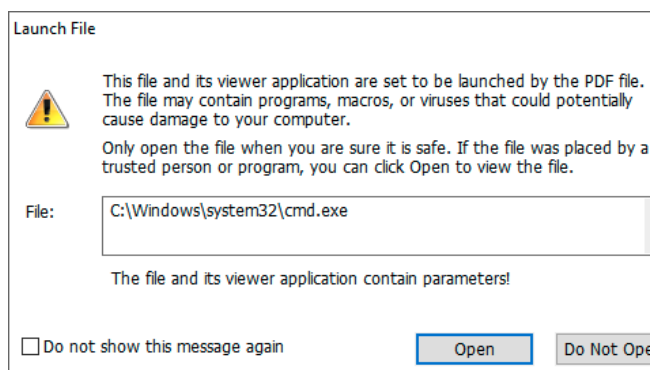 Launch File
This file and its viewer application are set to be launched by the PDF file.
The file may contain programs, macros, or viruses that could potentially
cause damage to your computer.
Only open the file when you are sure it is safe. If the file was placed by a
trusted person or program, you can click Open to view the file.
File:
C:\Windows\system32\cmd.exe
The file and its viewer application contain parameters!
Do not show this message again
Open
Do Not Ope